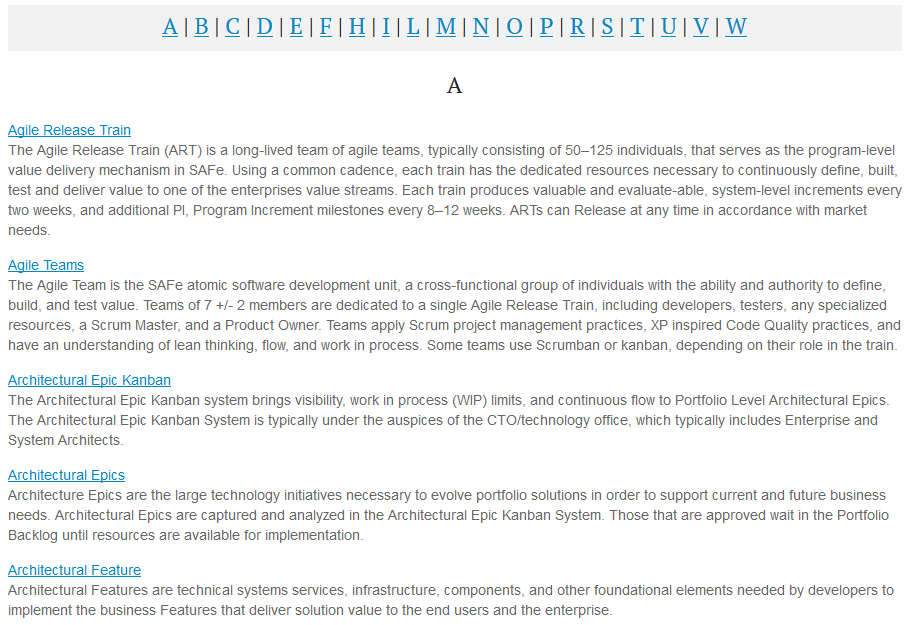 A | B | C | D | E | F | H | I | L | M | N | O | P | R | S | T | U | V | W
A
Agile Release Train
The Agile Release Train (ART) is a long-lived team of agile teams, typically consisting of 50–125 individuals, that serves as the program-level
value delivery mechanism in SAFe. Using a common cadence, each train has the dedicated resources necessary to continuously define, built,
test and deliver value to one of the enterprises value streams. Each train produces valuable and evaluate-able, system-level increments every
two weeks, and additional PI, Program Increment milestones every 8–12 weeks. ARTs can Release at any time in accordance with market
needs.
Agile Teams
The Agile Team is the SAFe atomic software development unit, a cross-functional group of individuals with the ability and authority to define,
build, and test value. Teams of 7 +/- 2 members are dedicated to a single Agile Release Train, including developers, testers, any specialized
resources, a Scrum Master, and a Product Owner. Teams apply Scrum project management practices, XP inspired Code Quality practices, and
have an understanding of lean thinking, flow, and work in process. Some teams use Scrumban or kanban, depending on their role in the train.
Architectural Epic Kanban
The Architectural Epic Kanban system brings visibility, work in process (WIP) limits, and continuous flow to Portfolio Level Architectural Epics.
The Architectural Epic Kanban System is typically under the auspices of the CTO/technology office, which typically includes Enterprise and
System Architects.
Architectural Epics
Architecture Epics are the large technology initiatives necessary to evolve portfolio solutions in order to support current and future business
needs. Architectural Epics are captured and analyzed in the Architectural Epic Kanban System. Those that are approved wait in the Portfolio
Backlog until resources are available for implementation.
Architectural Feature
Architectural Features are technical systems services, infrastructure, components, and other foundational elements needed by developers to
implement the business Features that deliver solution value to the end users and the enterprise.